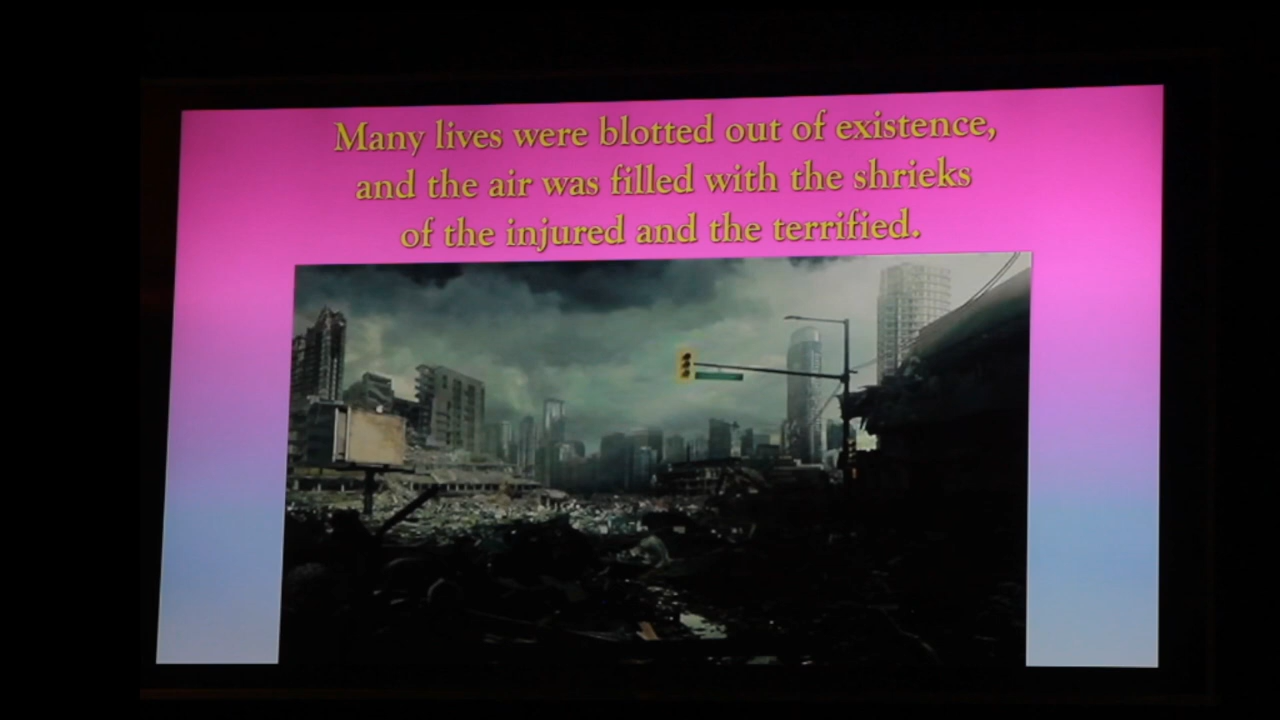 Many lives were blotted out of existence,
and the air was filled with the shrieks
of the injured and the terrified.